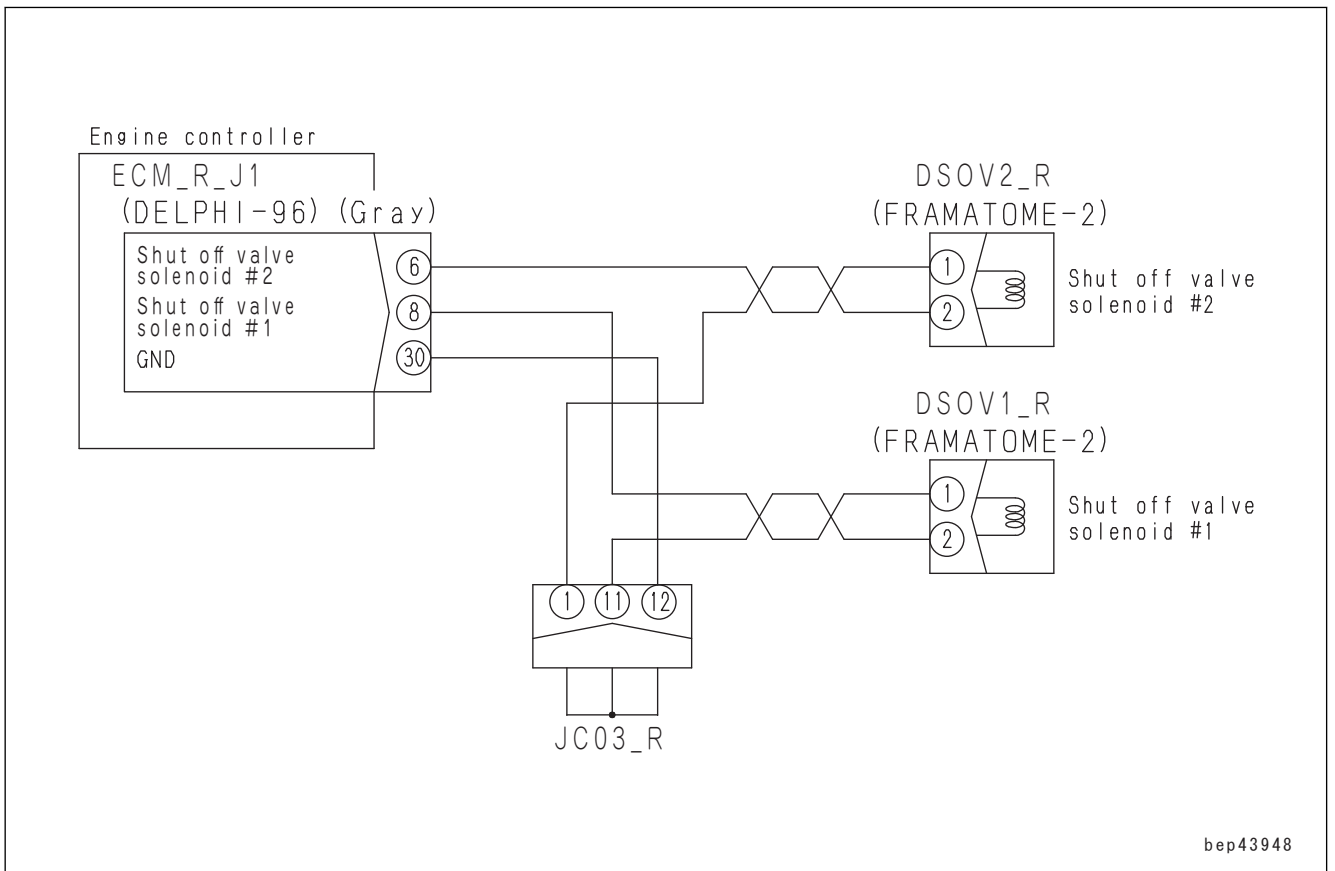 Engine controller
ECM_R_J1
(DELPHI-96) (Gray)
Shut off valve
solenoid #2
Shut off valve
solenoid #1
GND
6
8
30
DSOV2_R
(FRAMATOME-2)
1
2
Shut off valve
solenoid #2
DSOV1_R
(FRAMATOME-2)
1
2
Shut off valve
solenoid #1
1 11 12
JC03_R
bep43948